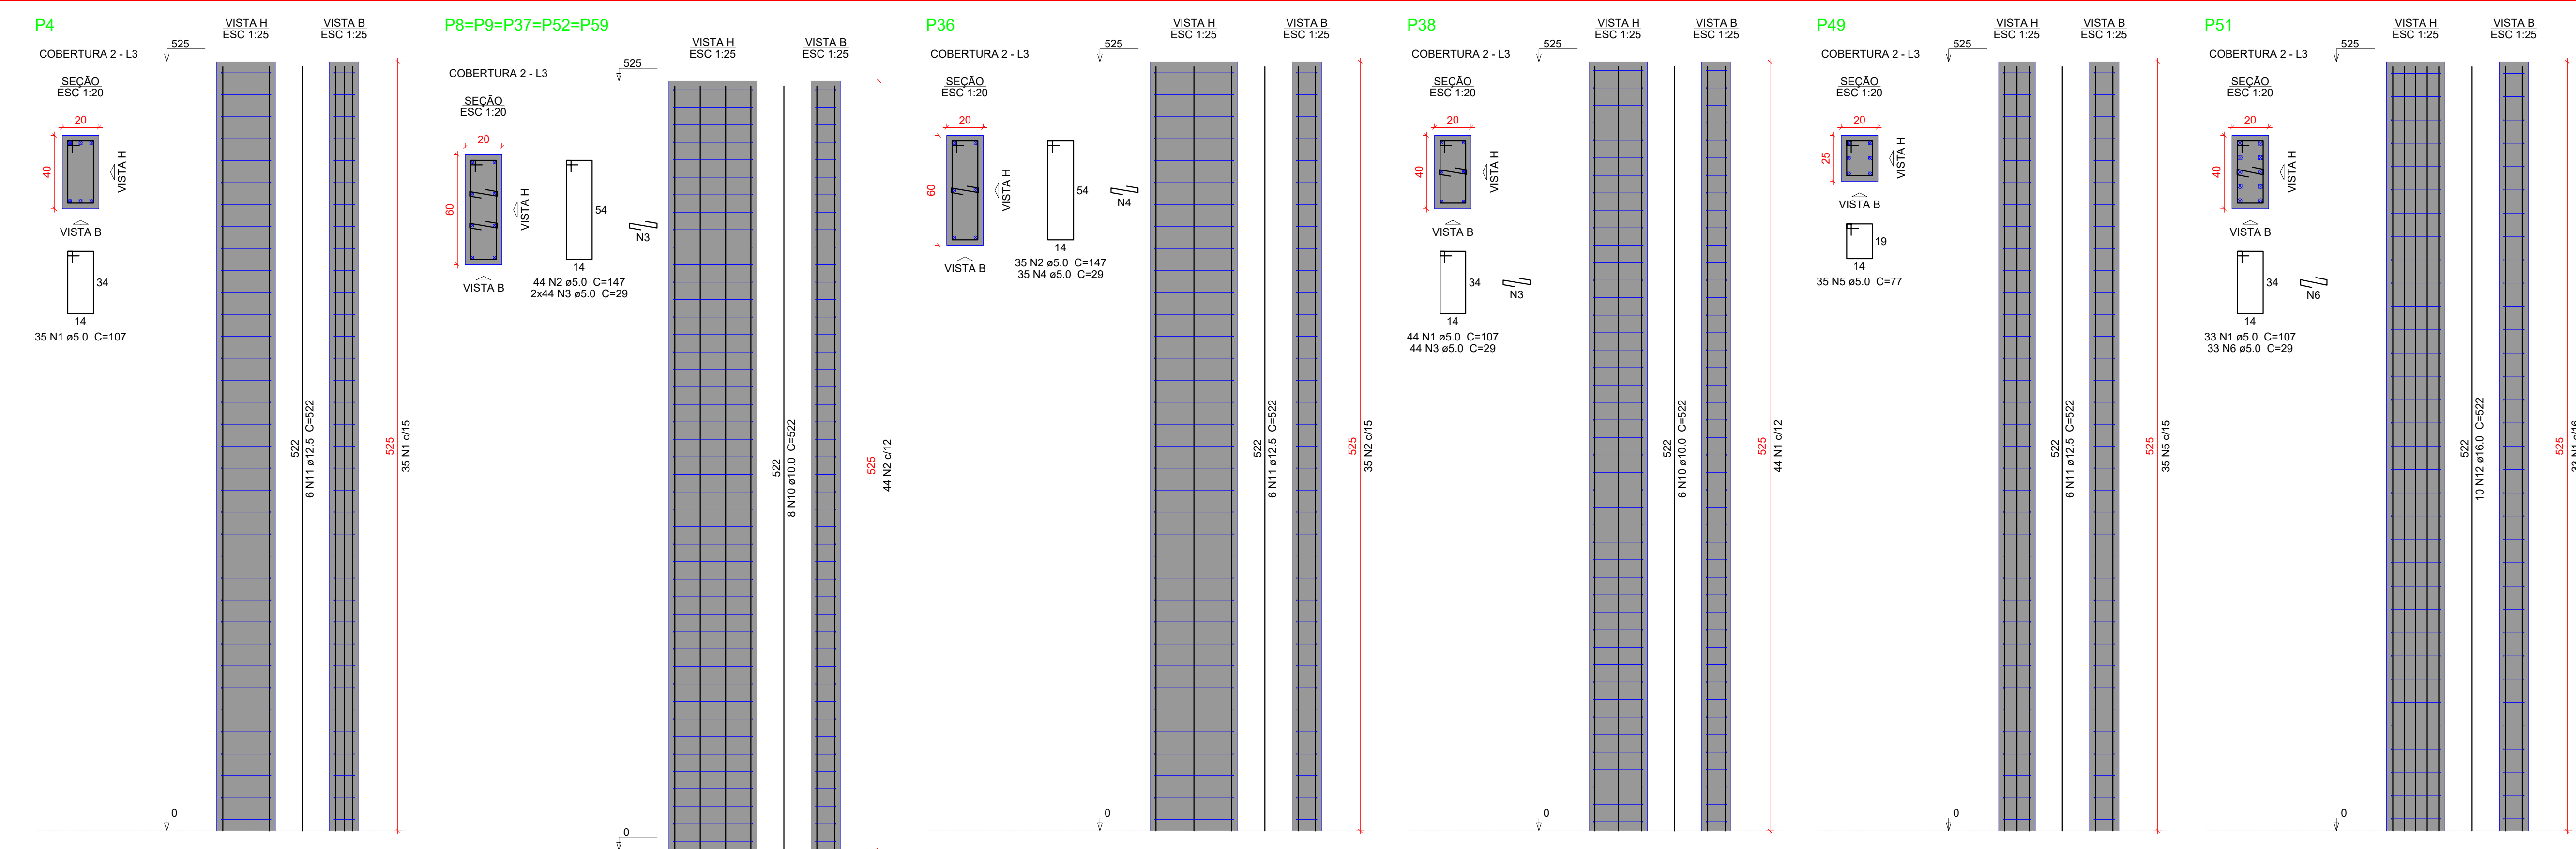 P4
VISTA H
ESC 1:25
VISTA B
ESC 1:25
COBERTURA 2 - L3
525
SEÇÃO
ESC 1:20
20
40
VISTA H
VISTA B
34
14
35 N1 ø5.0 C=107
522
6 N11 ø12.5 C=522
525
35 N1 c/15
0
P8=P9=P37=P52=P59
VISTA H
ESC 1:25
VISTA B
ESC 1:25
COBERTURA 2 - L3
525
SEÇÃO
ESC 1:20
20
60
VISTA H
VISTA B
54
14
N3
44 N2 ø5.0 C=147
2x44 N3 ø5.0 C=29
522
8 N10 ø10.0 C=522
525
44 N2 c/12
0
P36
VISTA H
ESC 1:25
VISTA B
ESC 1:25
COBERTURA 2 - L3
525
SEÇÃO
ESC 1:20
20
60
VISTA H
VISTA B
54
14
N4
35 N2 ø5.0 C=147
35 N4 ø5.0 C=29
522
6 N11 ø12.5 C=522
525
35 N2 c/15
0
P38
VISTA H
ESC 1:25
VISTA B
ESC 1:25
COBERTURA 2 - L3
525
SEÇÃO
ESC 1:20
20
40
VISTA H
VISTA B
34
14
N3
44 N1 ø5.0 C=107
44 N3 ø5.0 C=29
522
6 N10 ø10.0 C=522
525
44 N1 c/12
0
P49
VISTA H
ESC 1:25
VISTA B
ESC 1:25
COBERTURA 2 - L3
525
SEÇÃO
ESC 1:20
20
25
VISTA H
VISTA B
19
14
35 N5 ø5.0 C=77
522
6 N11 ø12.5 C=522
525
35 N5 c/15
0
P51
VISTA H
ESC 1:25
VISTA B
ESC 1:25
COBERTURA 2 - L3
525
SEÇÃO
ESC 1:20
20
40
VISTA H
VISTA B
34
14
N6
33 N1 ø5.0 C=107
33 N6 ø5.0 C=29
522
10 N12 ø16.0 C=522
525
33 N1 c/16
0